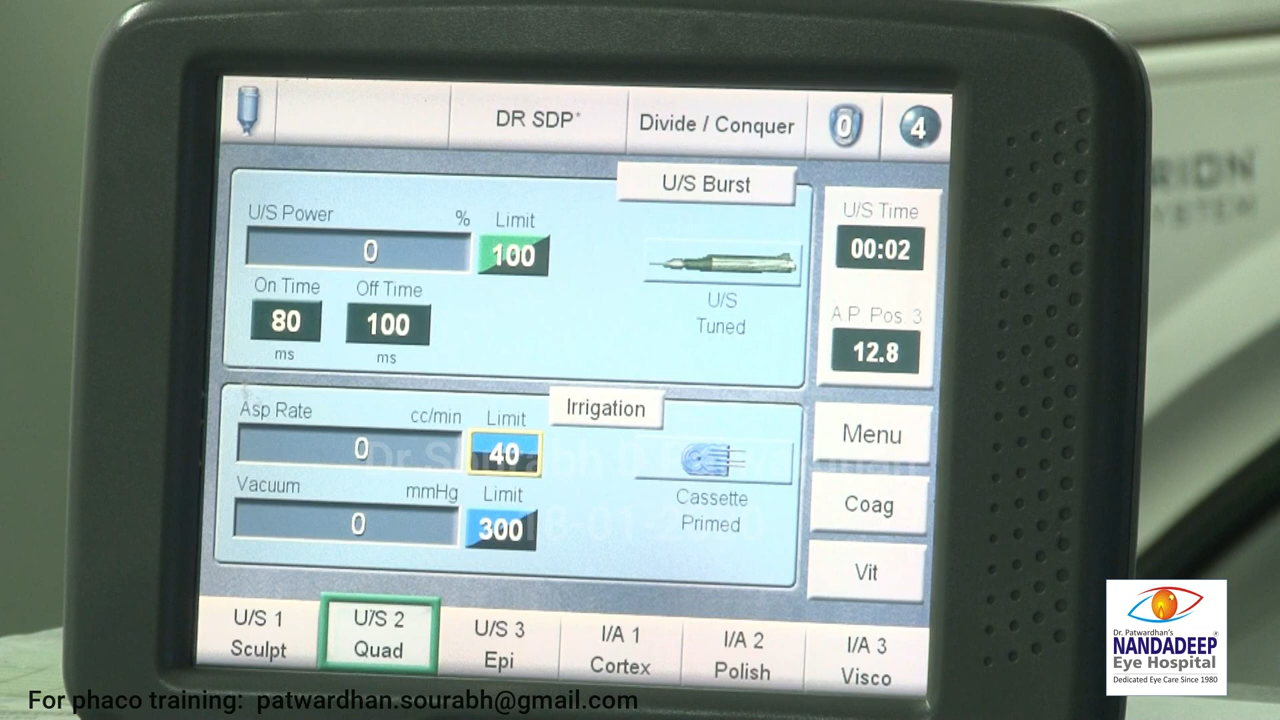 DR SDP*
Divide / Conquer
0
4
U/S Burst
U/S Power
%
Limit
0
100
On Time
Off Time
80
100
ms
ms
U/S
Tuned
U/S Time
00:02
A.P. Pos. 3
12.8
Irrigation
Asp Rate
cc/min
Limit
0
40
Vacuum
mmHg
Limit
0
300
Cassette
Primed
Menu
Coag
Vit
U/S 1
Sculpt
U/S 2
Quad
U/S 3
Epi
I/A 1
Cortex
I/A 2
Polish
I/A 3
Visco
RION
YSTEM
For phaco training: patwardhan.sourabh@gmail.com
Dr. Patwardhan's
NANDADEEP
Eye Hospital
Dedicated Eye Care Since 1980